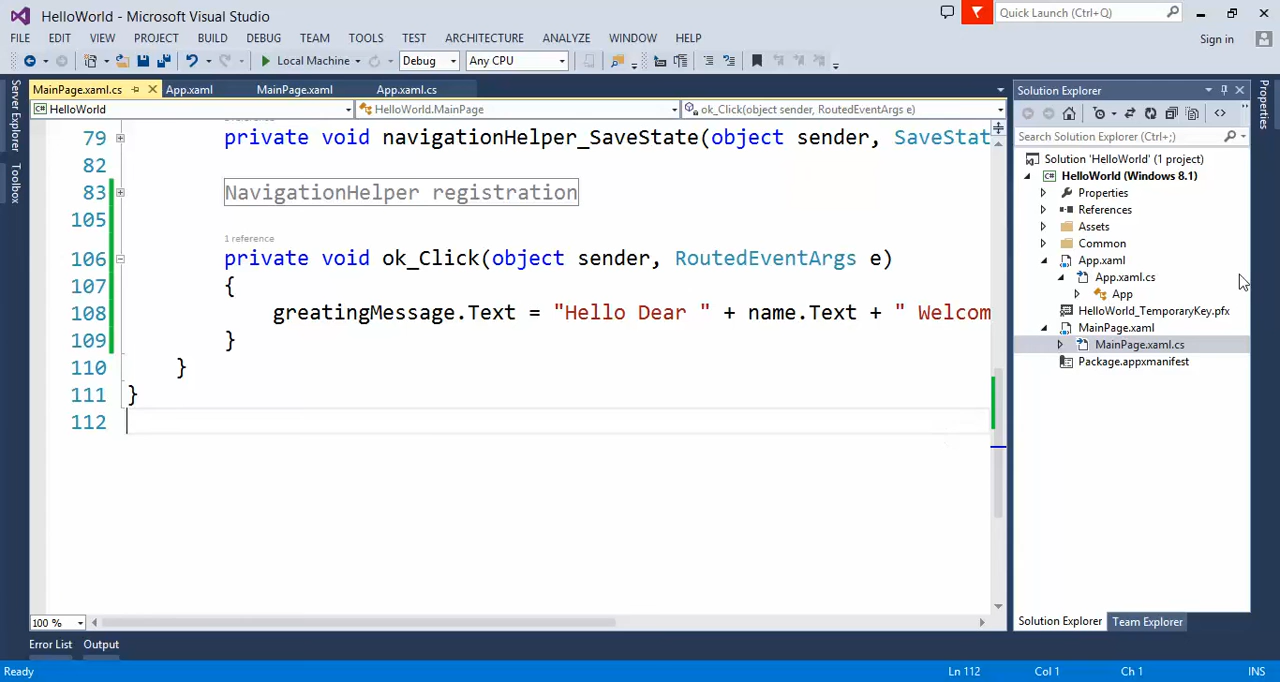 HelloWorld - Microsoft Visual Studio
Quick Launch (Ctrl+Q)
FILE EDIT VIEW PROJECT BUILD DEBUG TEAM TOOLS TEST ARCHITECTURE ANALYZE WINDOW HELP
Sign in
Local Machine Debug Any CPU
Server Explorer
Toolbox
MainPage.xaml.cs App.xaml MainPage.xaml App.xaml.cs
HelloWorld HelloWorld.MainPage ok_Click(object sender, RoutedEventArgs e)
79 private void navigationHelper_SaveState(object sender, SaveStat
82
83 NavigationHelper registration
105
1 reference
106 private void ok_Click(object sender, RoutedEventArgs e)
107 {
108 greetingMessage.Text = "Hello Dear " + name.Text + " Welcom
109 }
110 }
111 }
112
100 %
Error List Output
Solution Explorer
Search Solution Explorer (Ctrl+;)
Solution 'HelloWorld' (1 project)
HelloWorld (Windows 8.1)
Properties
References
Assets
Common
App.xaml
App.xaml.cs
App
HelloWorld_TemporaryKey.pfx
MainPage.xaml
MainPage.xaml.cs
Package.appxmanifest
Solution Explorer Team Explorer
Properties
Ready Ln 112 Col 1 Ch 1 INS